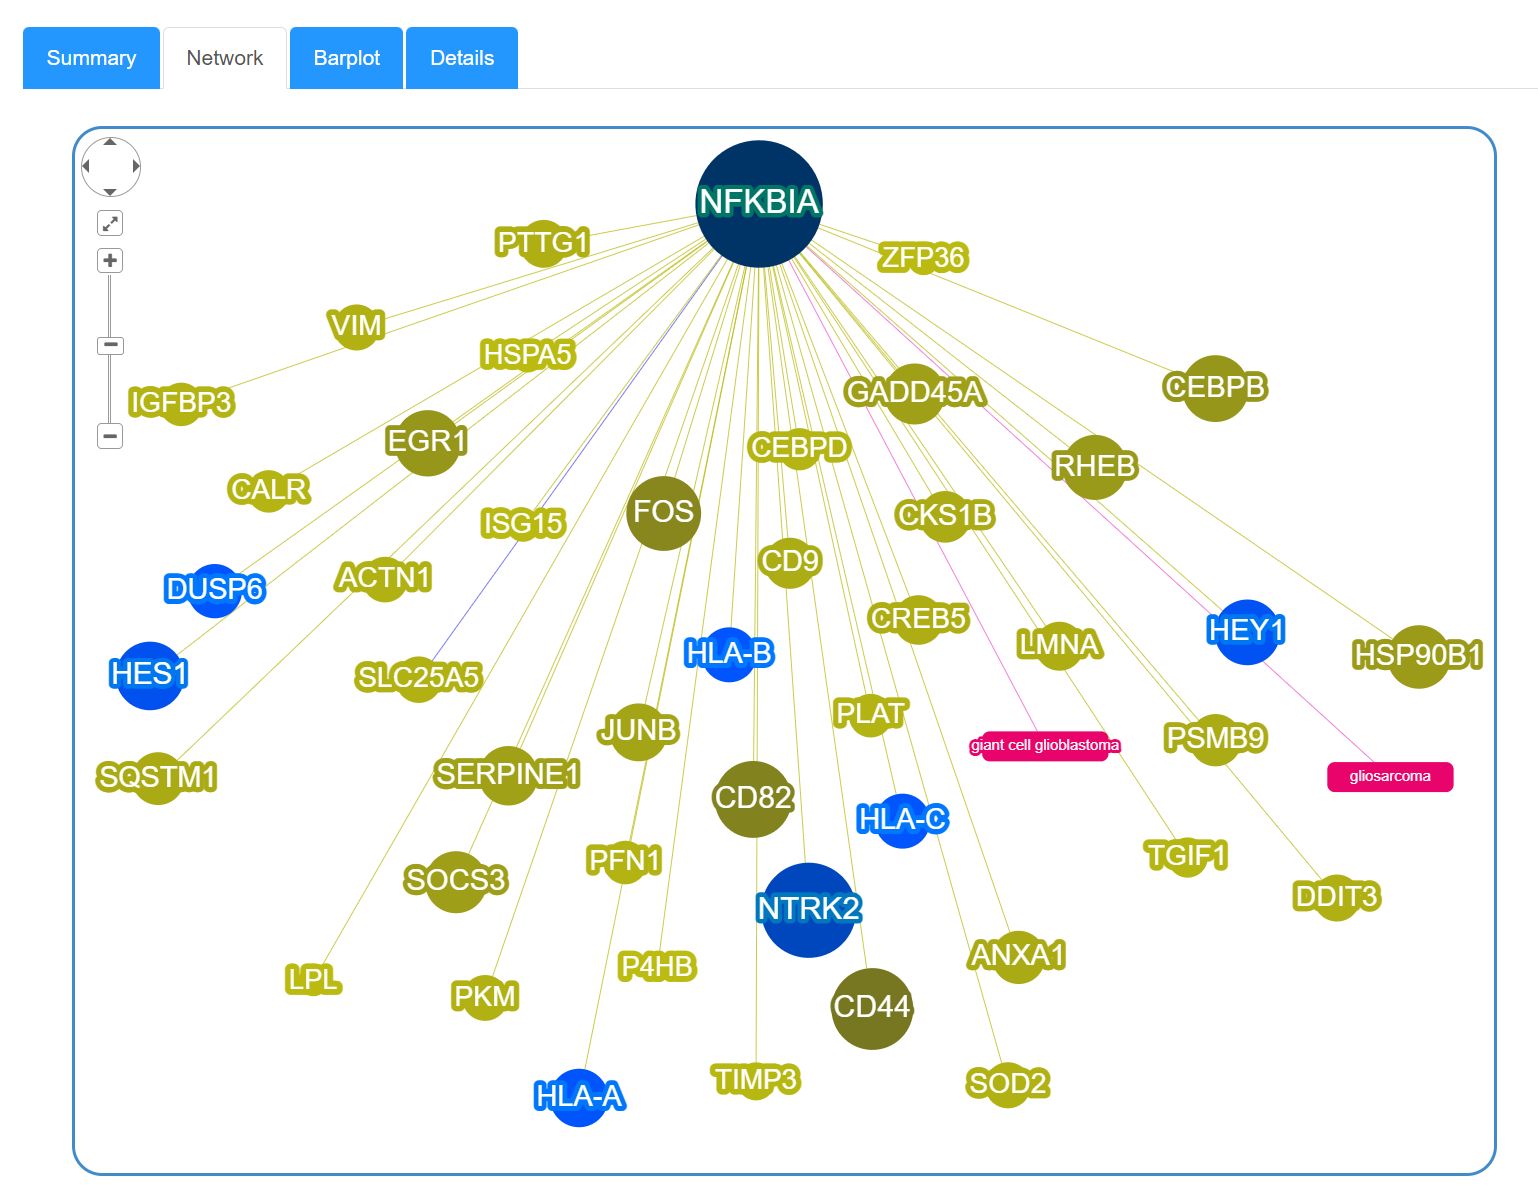 Summary
Network
Barplot
Details
NFKBIA
PTTG1
ZFP36
VIM
HSPA5
IGFBP3
GADD45A
CEBPB
EGR1
CEBPD
RHEB
CALR
FOS
ISG15
CKS1B
CD9
ACTN1
DUSP6
CREB5
HEY1
LMNA
HLA-B
HSP90B1
HES1
SLC25A5
PLAT
JUNB
PSMB9
giant cell glioblastoma
SERPINE1
SQSTM1
gliosarcoma
CD82
HLA-C
TGIF1
PFN1
SOCS3
DDIT3
NTRK2
ANXA1
P4HB
LPL
PKM
CD44
TIMP3
SOD2
HLA-A